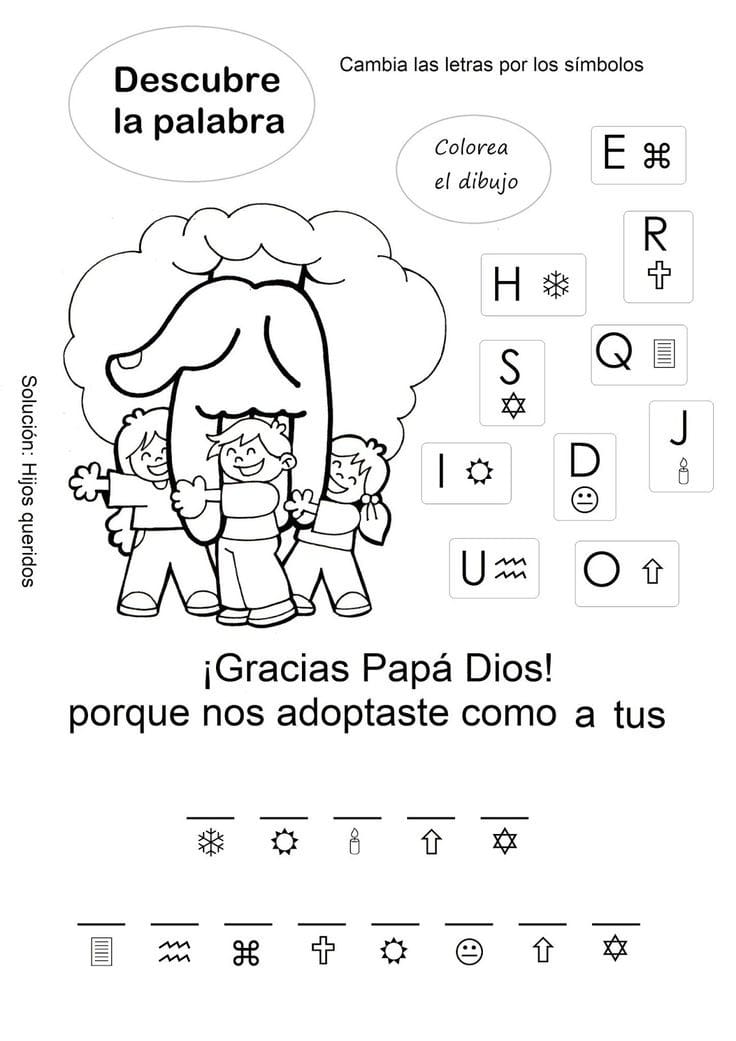 Descubre
la palabra
Cambia las letras por los símbolos
Colorea
el dibujo
E
R
H
Q
S
J
I
D
U
O
Solución: Hijos queridos
¡Gracias Papá Dios!
porque nos adoptaste como a tus